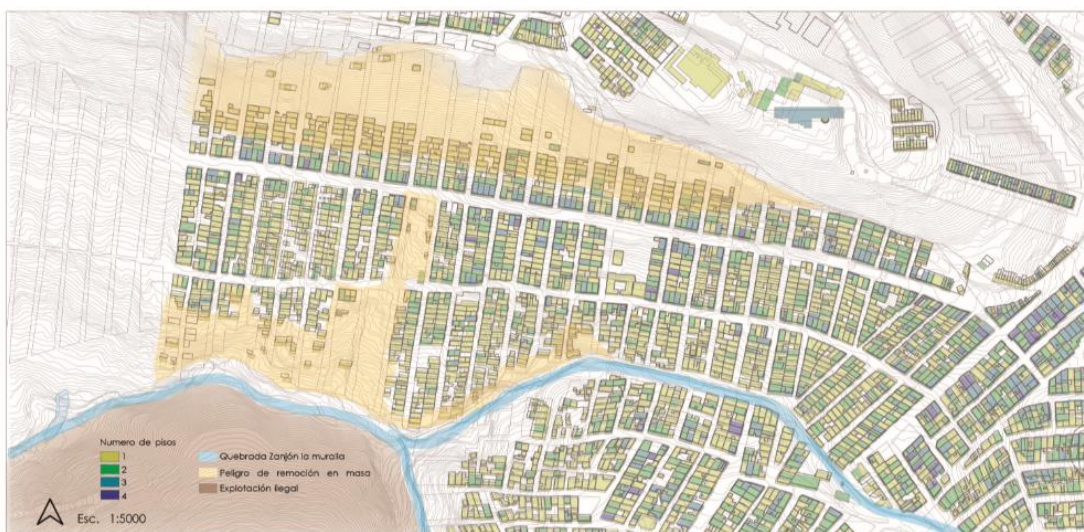 Numero de pisos
1
2
3
4
Quebrada Zanjón la muralla
Peligro de remoción en masa
Explotación ilegal
Esc. 1:5000